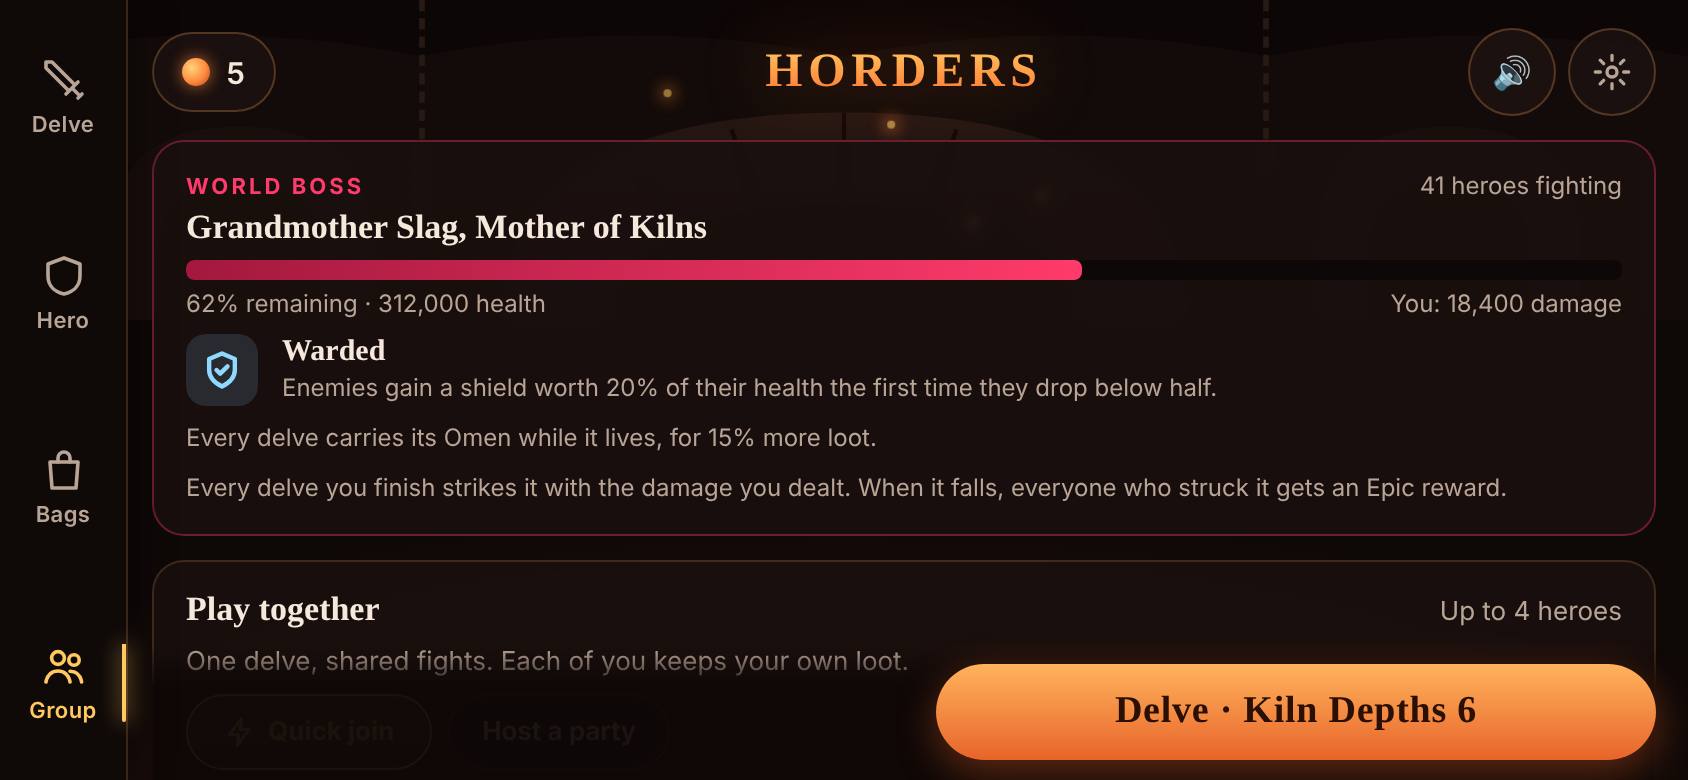 Delve
Hero
Bags
Group
5
HORDERS
WORLD BOSS
41 heroes fighting
Grandmother Slag, Mother of Kilns
62% remaining · 312,000 health
You: 18,400 damage
Warded
Enemies gain a shield worth 20% of their health the first time they drop below half.
Every delve carries its Omen while it lives, for 15% more loot.
Every delve you finish strikes it with the damage you dealt. When it falls, everyone who struck it gets an Epic reward.
Play together
Up to 4 heroes
One delve, shared fights. Each of you keeps your own loot.
Quick join
Host a party
Delve · Kiln Depths 6